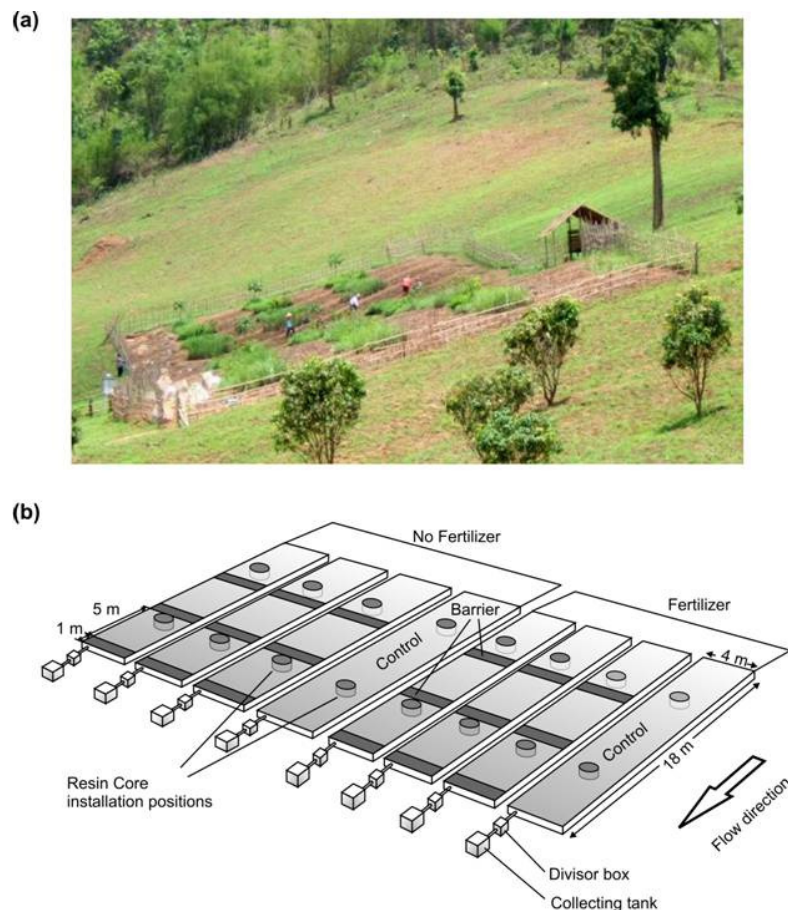 (a)
(b)
No Fertilizer
5 m
1 m
Barrier
Fertilizer
Control
4 m
Control
18 m
Resin Core
installation positions
Flow direction
Divisor box
Collecting tank